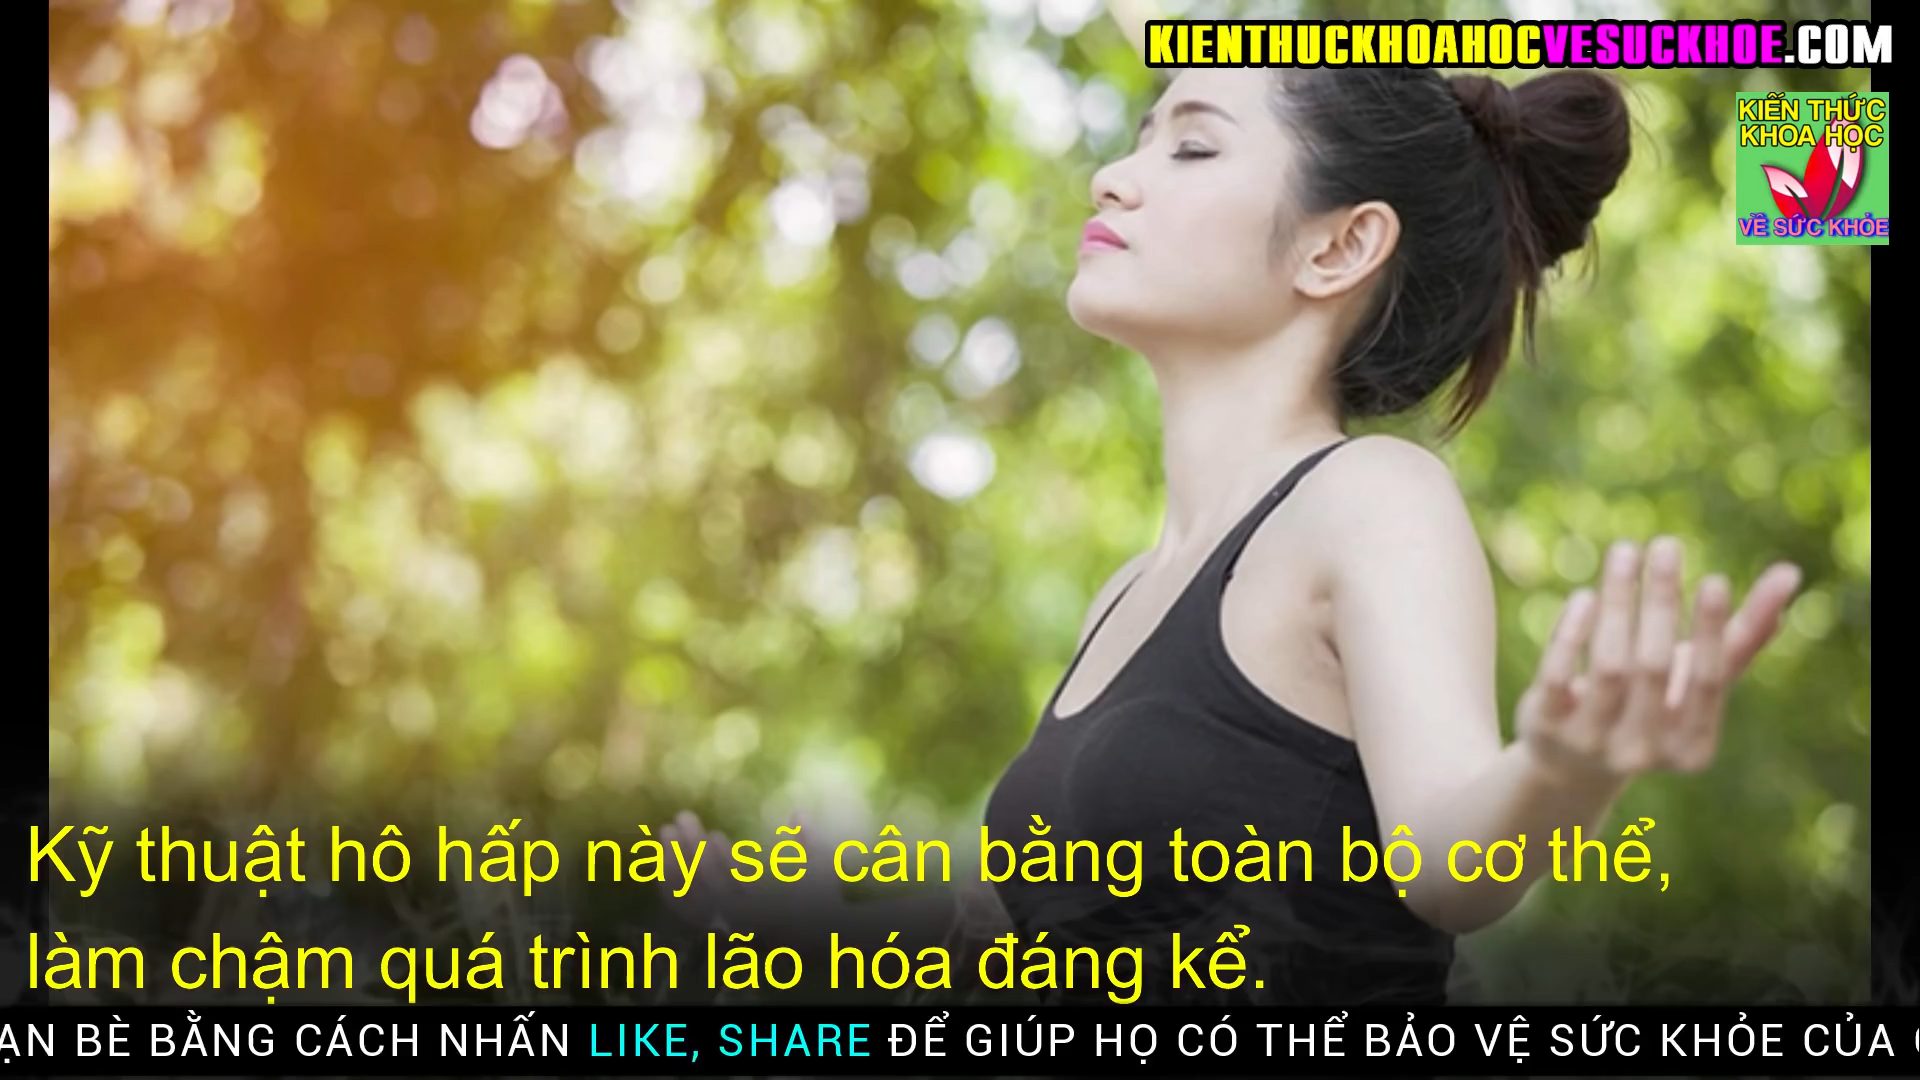 KIENTHUCKHOAHOCVESUCKHOE.COM
KIẾN THỨC
KHOA HỌC
VỀ SỨC KHỎE
Kỹ thuật hô hấp này sẽ cân bằng toàn bộ cơ thể,
làm chậm quá trình lão hóa đáng kể.
ẠN BÈ BẰNG CÁCH NHẤN LIKE, SHARE ĐỂ GIÚP HỌ CÓ THỂ BẢO VỆ SỨC KHỎE CỦA